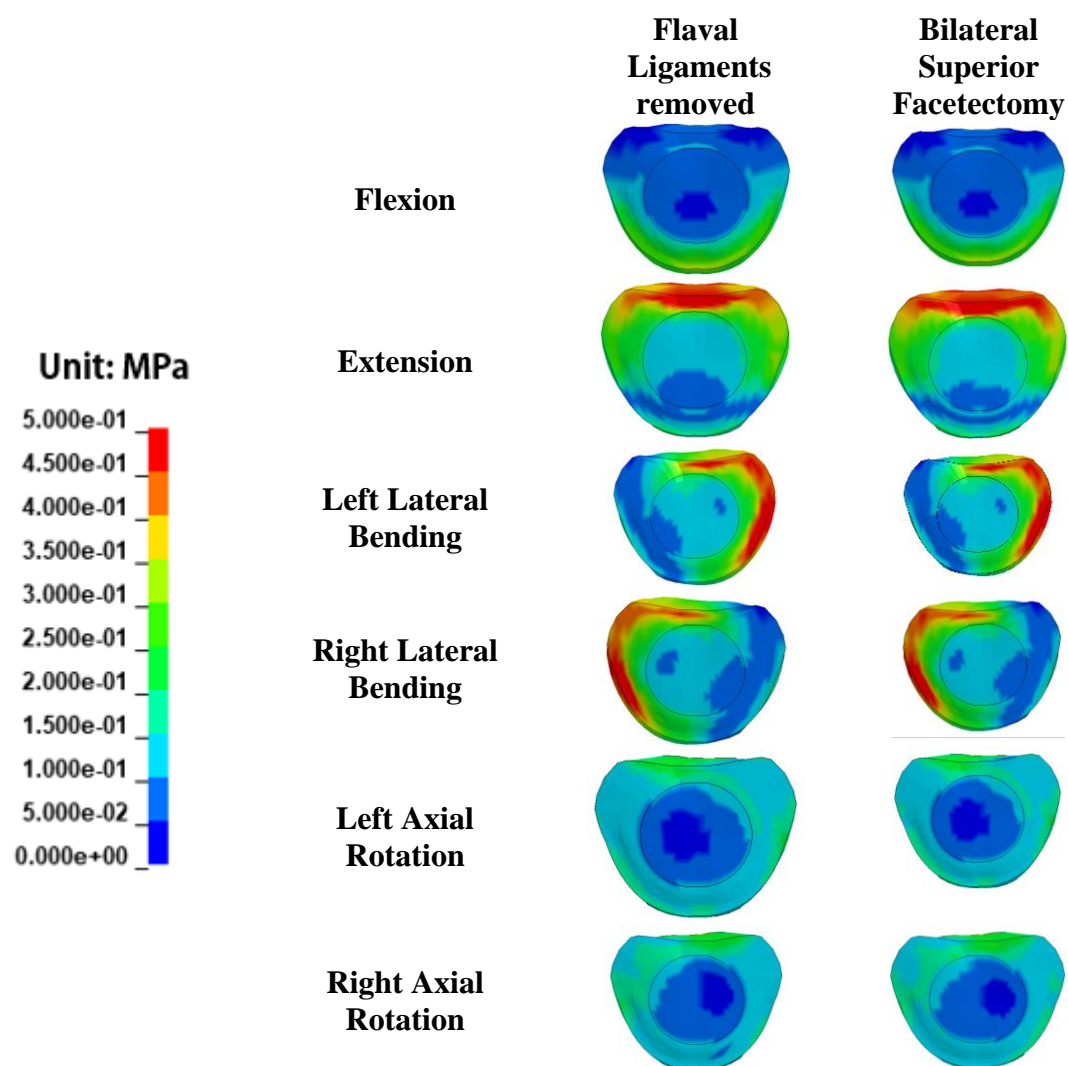 Flaval
Ligaments
removed
Bilateral
Superior
Facetectomy
Flexion
Extension
Unit: MPa
5.000e-01
4.500e-01
4.000e-01
3.500e-01
3.000e-01
2.500e-01
2.000e-01
1.500e-01
1.000e-01
5.000e-02
0.000e+00
Left Lateral
Bending
Right Lateral
Bending
Left Axial
Rotation
Right Axial
Rotation